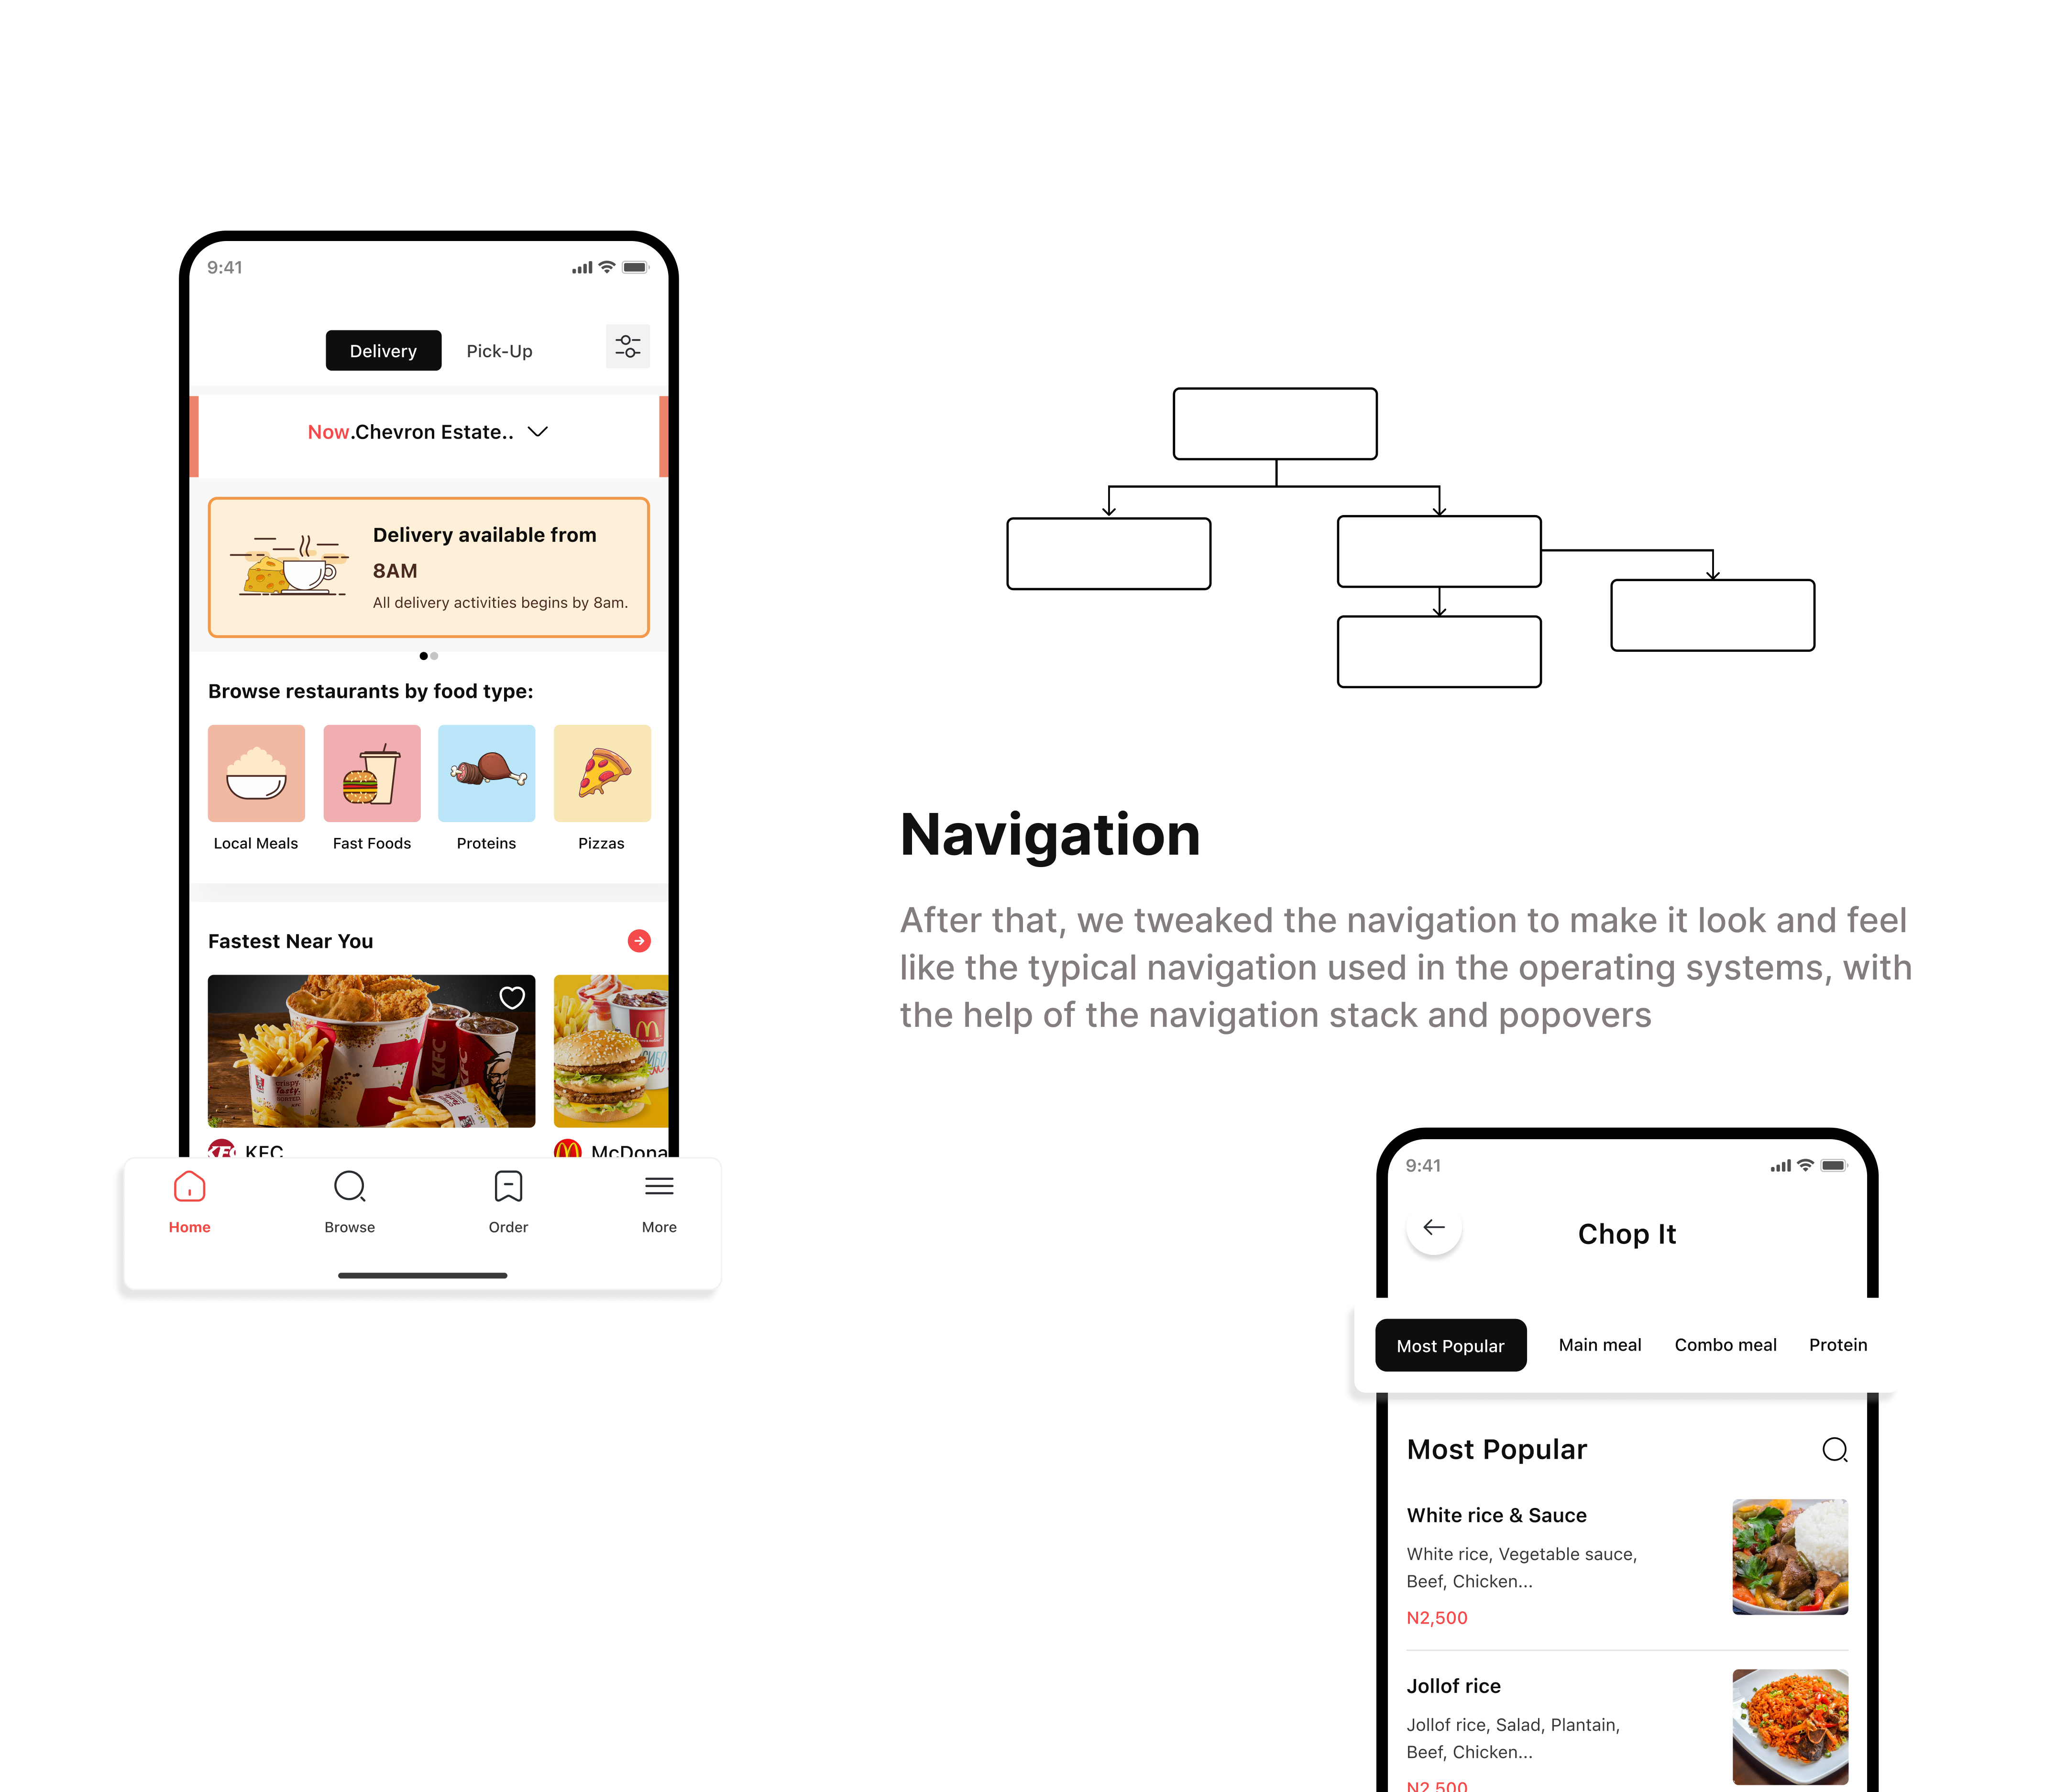 9:41
Delivery
Pick-Up
Now.Chevron Estate..
Delivery available from
8AM
All delivery activities begins by 8am.
Browse restaurants by food type:
Local Meals
Fast Foods
Proteins
Pizzas
Fastest Near You
KFC
McDona
Home
Browse
Order
More
Navigation
After that, we tweaked the navigation to make it look and feel
like the typical navigation used in the operating systems, with
the help of the navigation stack and popovers
9:41
Chop It
Most Popular
Main meal
Combo meal
Protein
Most Popular
White rice & Sauce
White rice, Vegetable sauce,
Beef, Chicken...
N2,500
Jollof rice
Jollof rice, Salad, Plantain,
Beef, Chicken...
N2,500